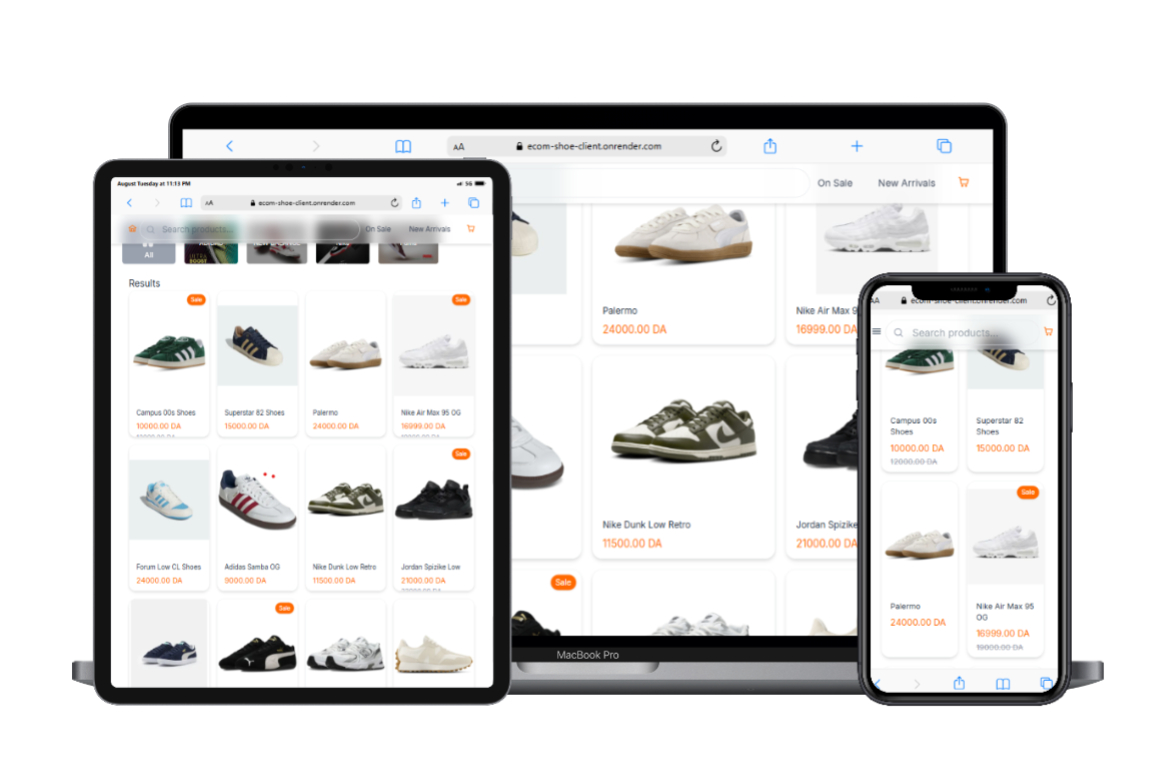 AA
ecom-shoe-client.onrender.com
On Sale
New Arrivals
Palermo
24000.00 DA
Nike Air Max 9
16999.00 DA
Nike Dunk Low Retro
11500.00 DA
Jordan Spizike
21000.00 DA
Sale
MacBook Pro
August Tuesday at 11:13 PM
5G
AA
ecom-shoe-client.onrender.com
Search products...
On Sale
New Arrivals
All
Results
Sale
Sale
Campus 00s Shoes
10000.00 DA
Superstar 82 Shoes
15000.00 DA
Palermo
24000.00 DA
Nike Air Max 95 OG
16999.00 DA
Sale
Forum Low CL Shoes
24000.00 DA
Adidas Samba OG
9000.00 DA
Nike Dunk Low Retro
11500.00 DA
Jordan Spizike Low
21000.00 DA
Sale
AA
ecom-shoe-client.onrender.com
Search products...
Campus 00s
Shoes
10000.00 DA
12000.00 DA
Superstar 82
Shoes
15000.00 DA
Sale
Palermo
24000.00 DA
Nike Air Max 95
OG
16999.00 DA
19000.00 DA